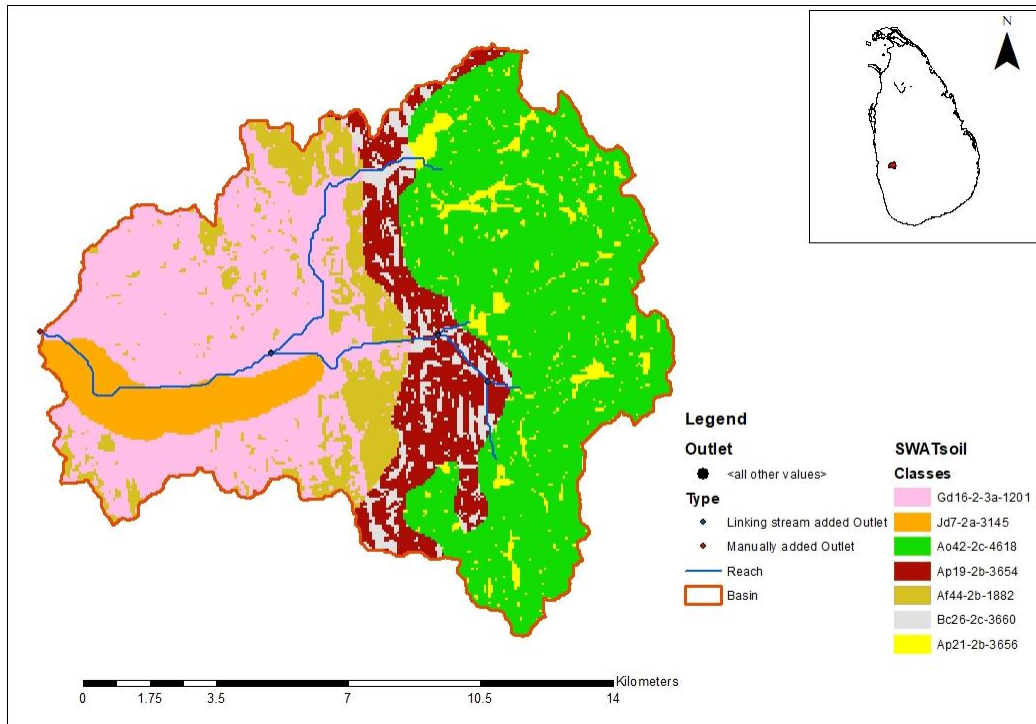 N
Legend
Outlet
<all other values>
Type
Linking stream added Outlet
Manually added Outlet
Reach
Basin
SWATsoil
Classes
Gd16-2-3a-1201
Jd7-2a-3145
Ao42-2c-4618
Ap19-2b-3654
Af44-2b-1882
Bc26-2c-3660
Ap21-2b-3656
Kilometers
0 1.75 3.5 7 10.5 14